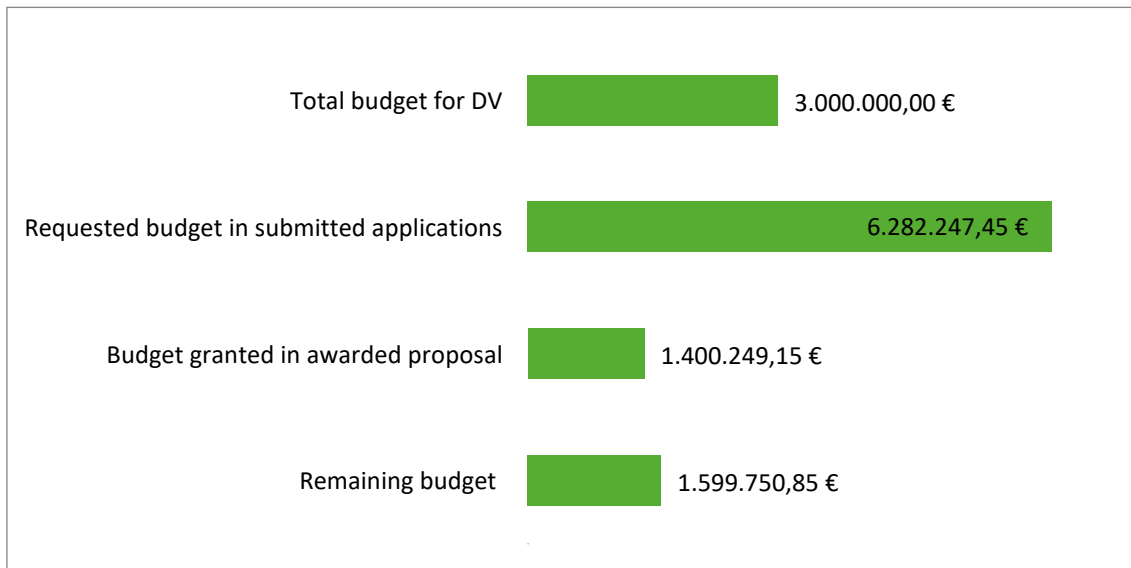 Total budget for DV
3.000.000,00 €
Requested budget in submitted applications
6.282.247,45 €
Budget granted in awarded proposal
1.400.249,15 €
Remaining budget
1.599.750,85 €